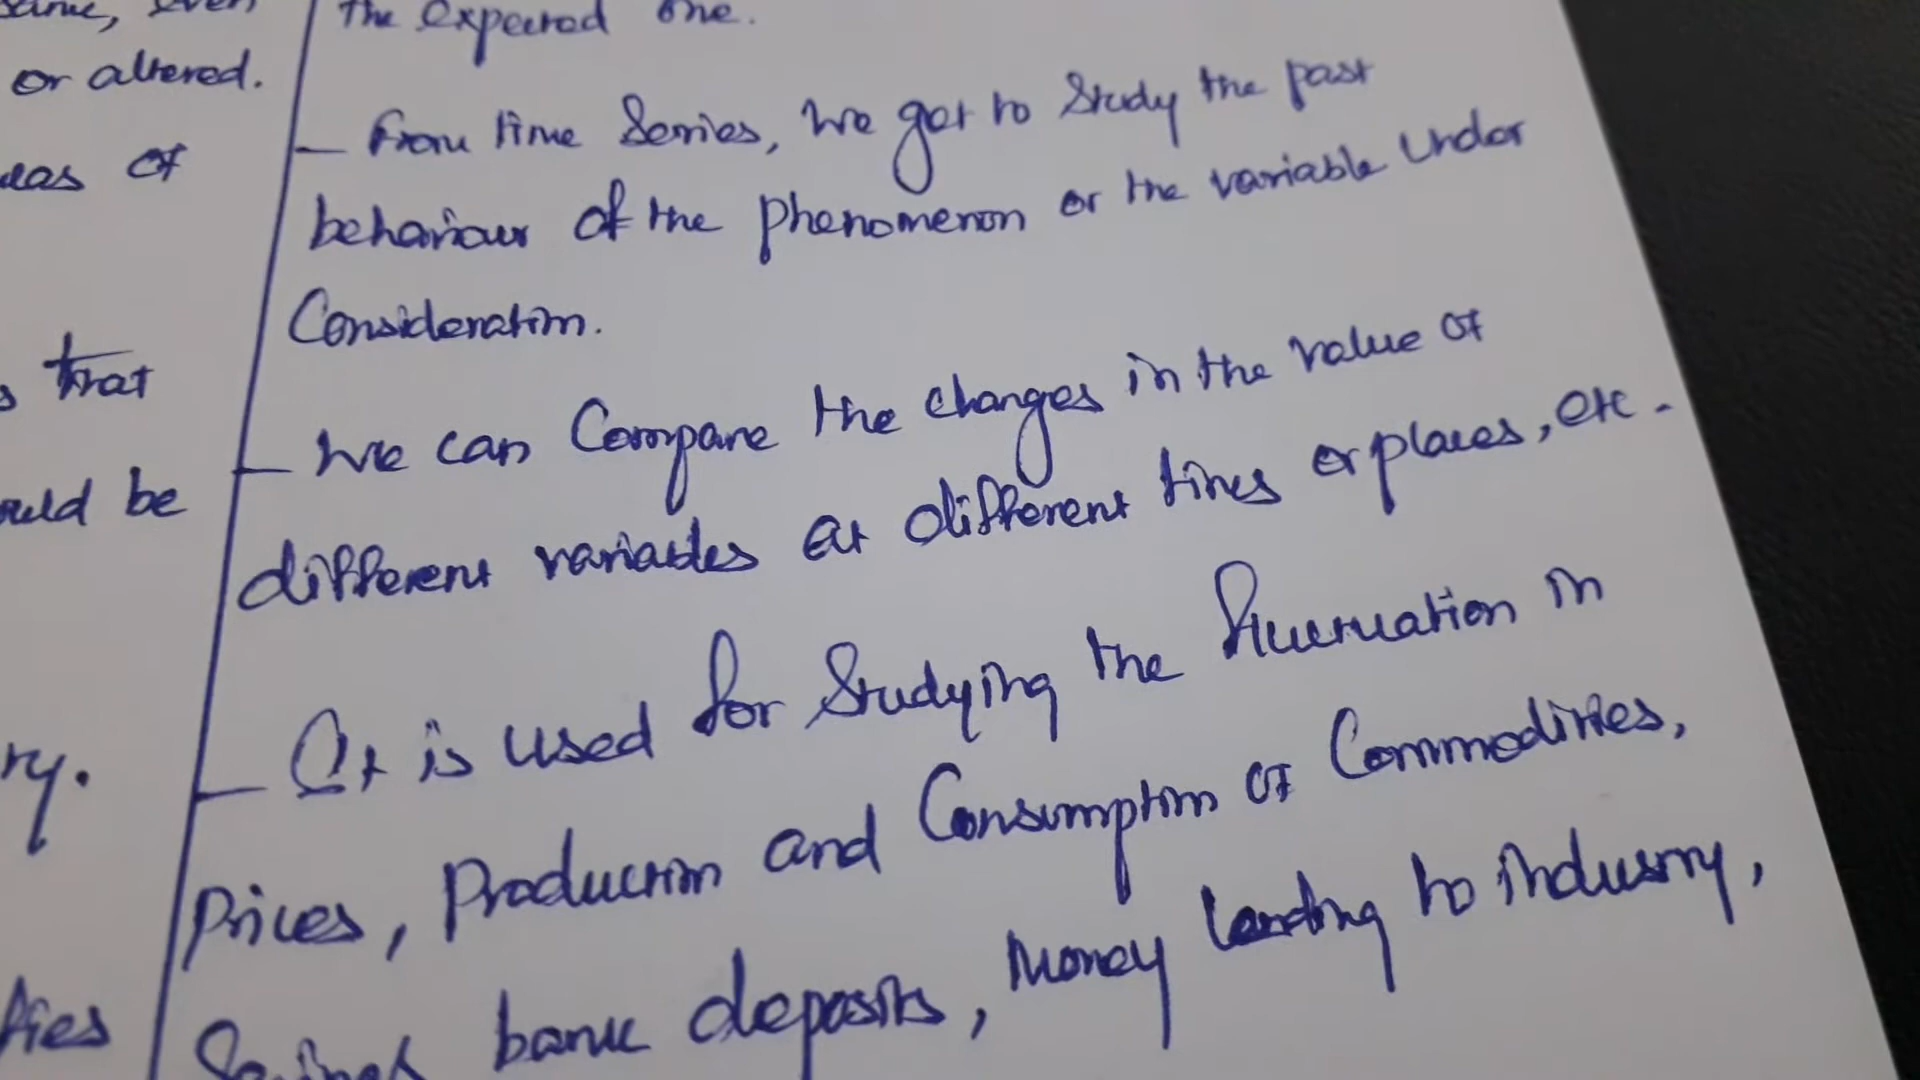 or altered.
of
that
be
the expected one.
- From time Series, we get to Study the past
behaviour of the phenomenon or the variable under
Consideration.
- We can Compare the changes in the value of
different variables at different times or places, etc.
- It is used for Studying the fluctuation in
Prices, Production and Consumption of Commodities,
Savings bank deposits, Money lending to industry,